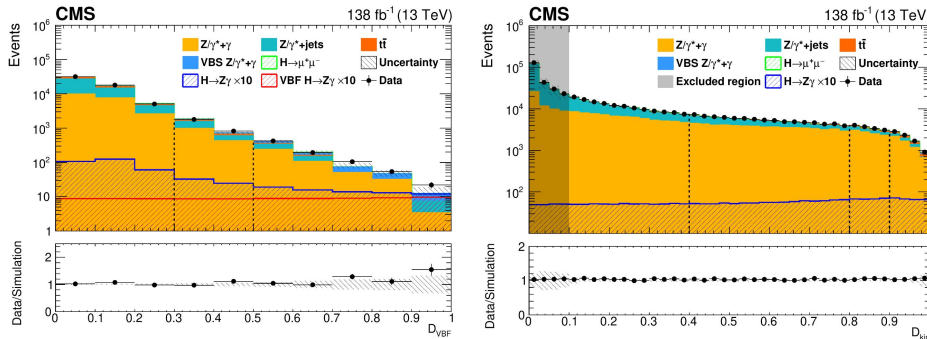 CMS 138 fb⁻¹ (13 TeV)
Events
10⁶
10⁵
10⁴
10³
10²
10
1
Z/γ*+γ Z/γ*+jets tt̄
VBS Z/γ*+γ H→μ⁺μ⁻ Uncertainty
H→Zγ ×10 VBF H→Zγ ×10 Data
Data/Simulation
2
1
0
0 0.1 0.2 0.3 0.4 0.5 0.6 0.7 0.8 0.9 1
D_VBF
CMS 138 fb⁻¹ (13 TeV)
Events
10⁶
10⁵
10⁴
10³
10²
Z/γ*+γ Z/γ*+jets tt̄
VBS Z/γ*+γ H→μ⁺μ⁻ Uncertainty
Excluded region H→Zγ ×10 Data
Data/Simulation
2
1
0
0 0.1 0.2 0.3 0.4 0.5 0.6 0.7 0.8 0.9